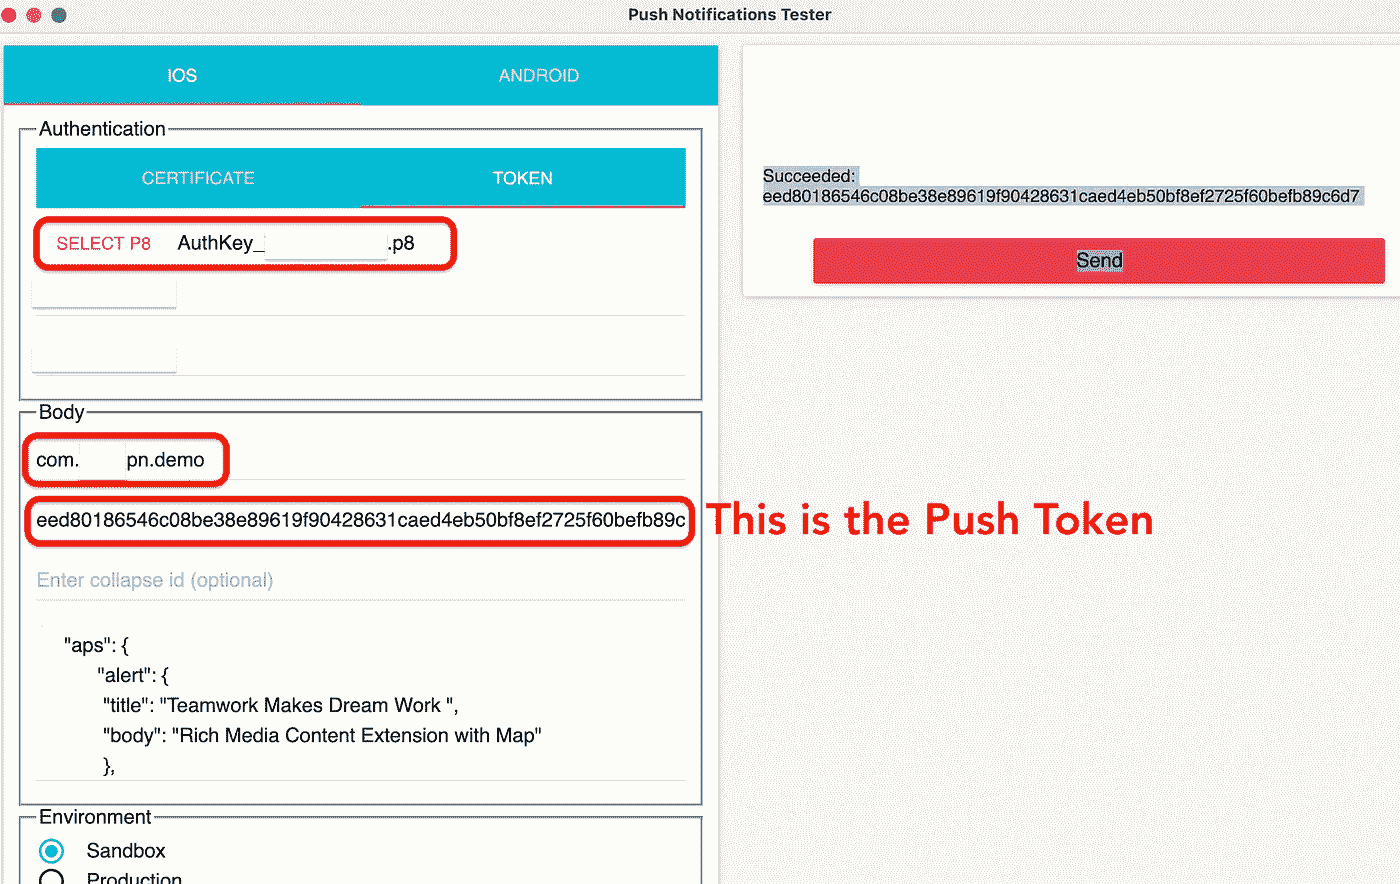 Push Notifications Tester
IOS ANDROID
Authentication
CERTIFICATE TOKEN
SELECT P8 AuthKey_ .p8
Body
com. pn.demo
eed80186546c08be38e89619f90428631caed4eb50bf8ef2725f60befb89c
This is the Push Token
Enter collapse id (optional)
"aps": {
"alert": {
"title": "Teamwork Makes Dream Work ",
"body": "Rich Media Content Extension with Map"
},
Environment
Sandbox
Production
Succeeded:
eed80186546c08be38e89619f90428631caed4eb50bf8ef2725f60befb89c6d7
Send